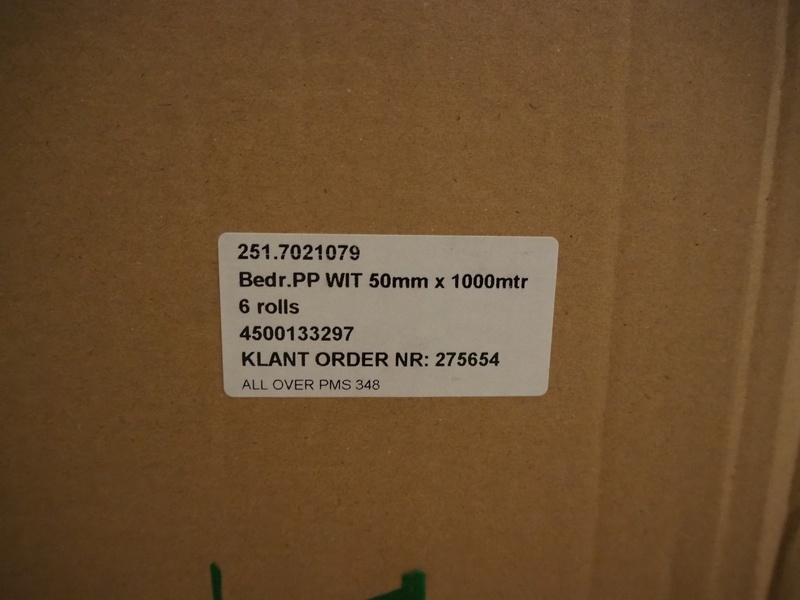 251.7021079
Bedr.PP WIT 50mm x 1000mtr
6 rolls
4500133297
KLANT ORDER NR: 275654
ALL OVER PMS 348